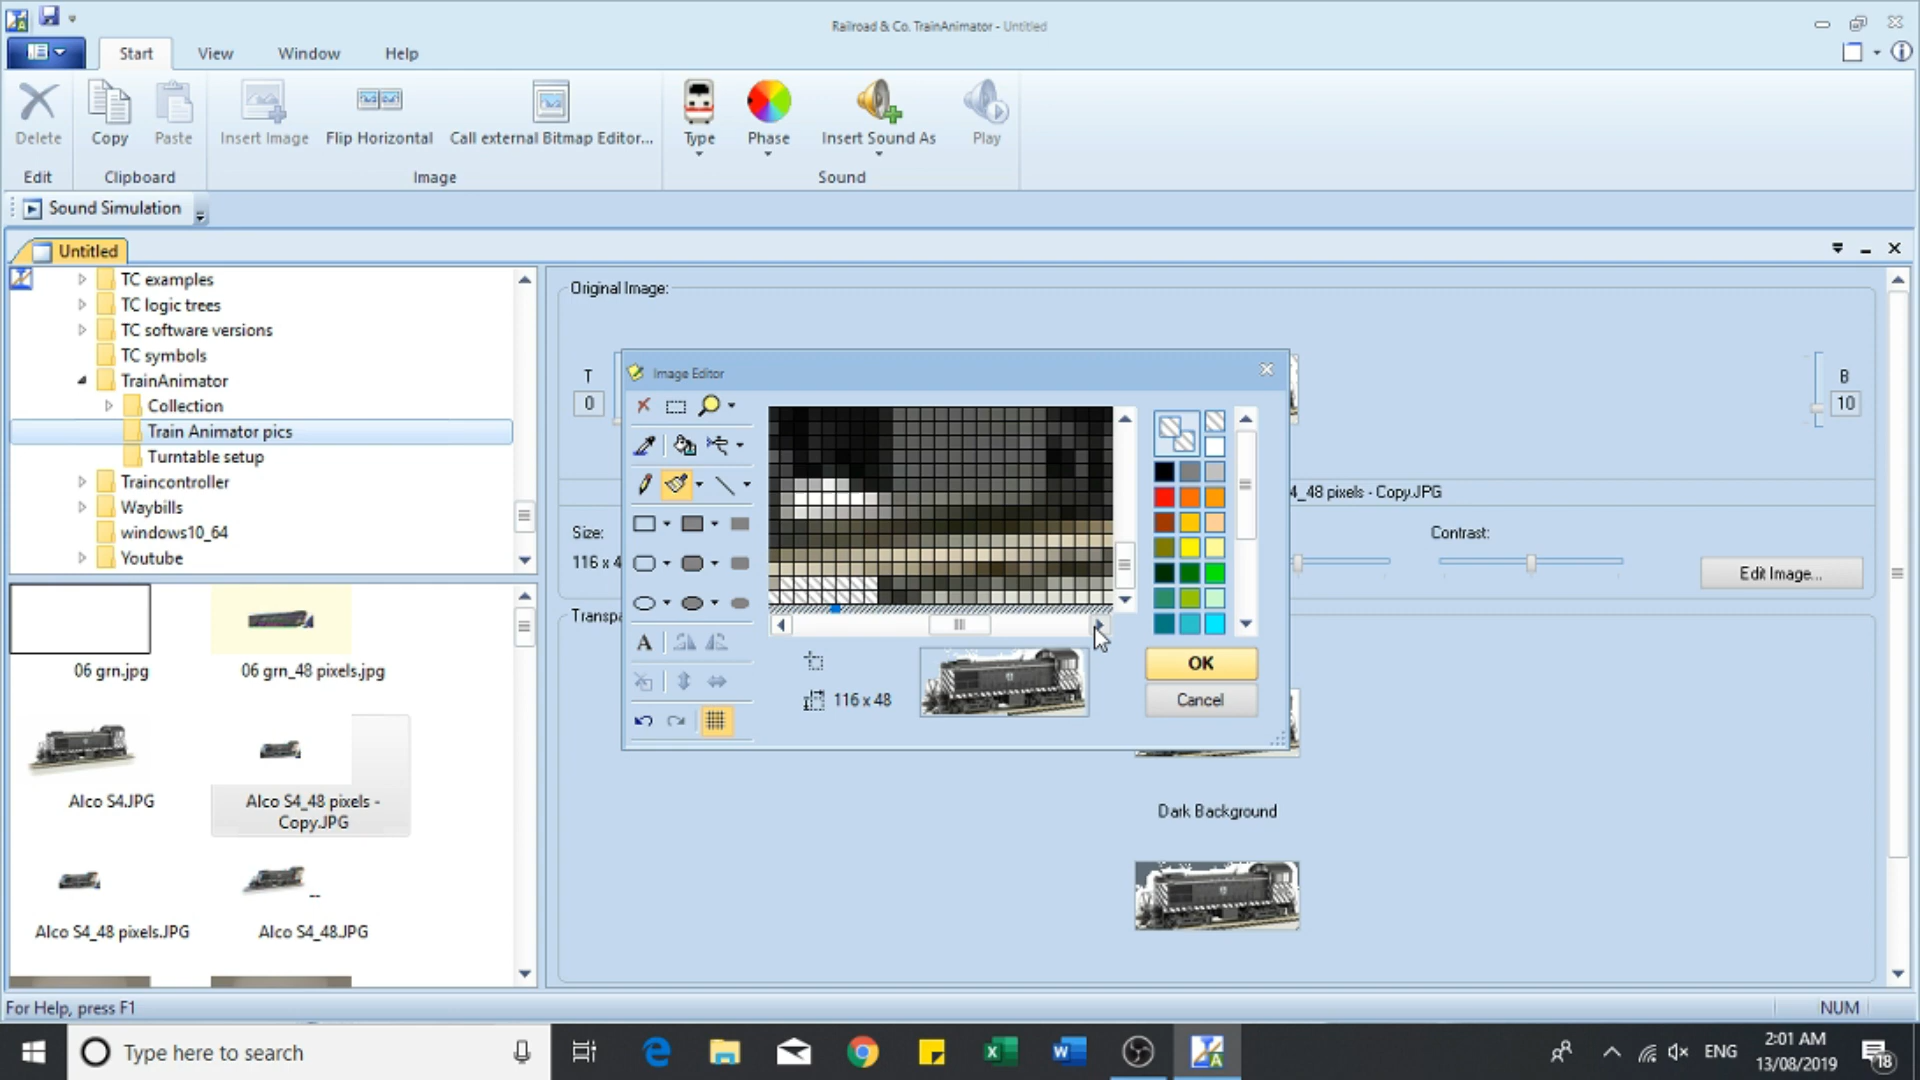 Railroad & Co. TrainAnimator - Untitled
Start View Window Help
Delete Copy Paste Insert Image Flip Horizontal Call external Bitmap Editor... Type Phase Insert Sound As Play
Edit Clipboard Image Sound
Sound Simulation
Untitled
TC examples
TC logic trees
TC software versions
TC symbols
TrainAnimator
Collection
Train Animator pics
Turntable setup
Traincontroller
Waybills
windows10_64
Youtube
06 grn.jpg
06 grn_48 pixels.jpg
Alco S4.JPG
Alco S4_48 pixels -
Copy.JPG
Alco S4_48 pixels.JPG
Alco S4_48.JPG
Original Image:
T
0
B
10
4_48 pixels - Copy.JPG
Size:
116 x 4
Contrast:
Edit Image...
Transpa
Image Editor
A
116 x 48
OK
Cancel
Dark Background
For Help, press F1
NUM
Type here to search
ENG
2:01 AM
13/08/2019
18